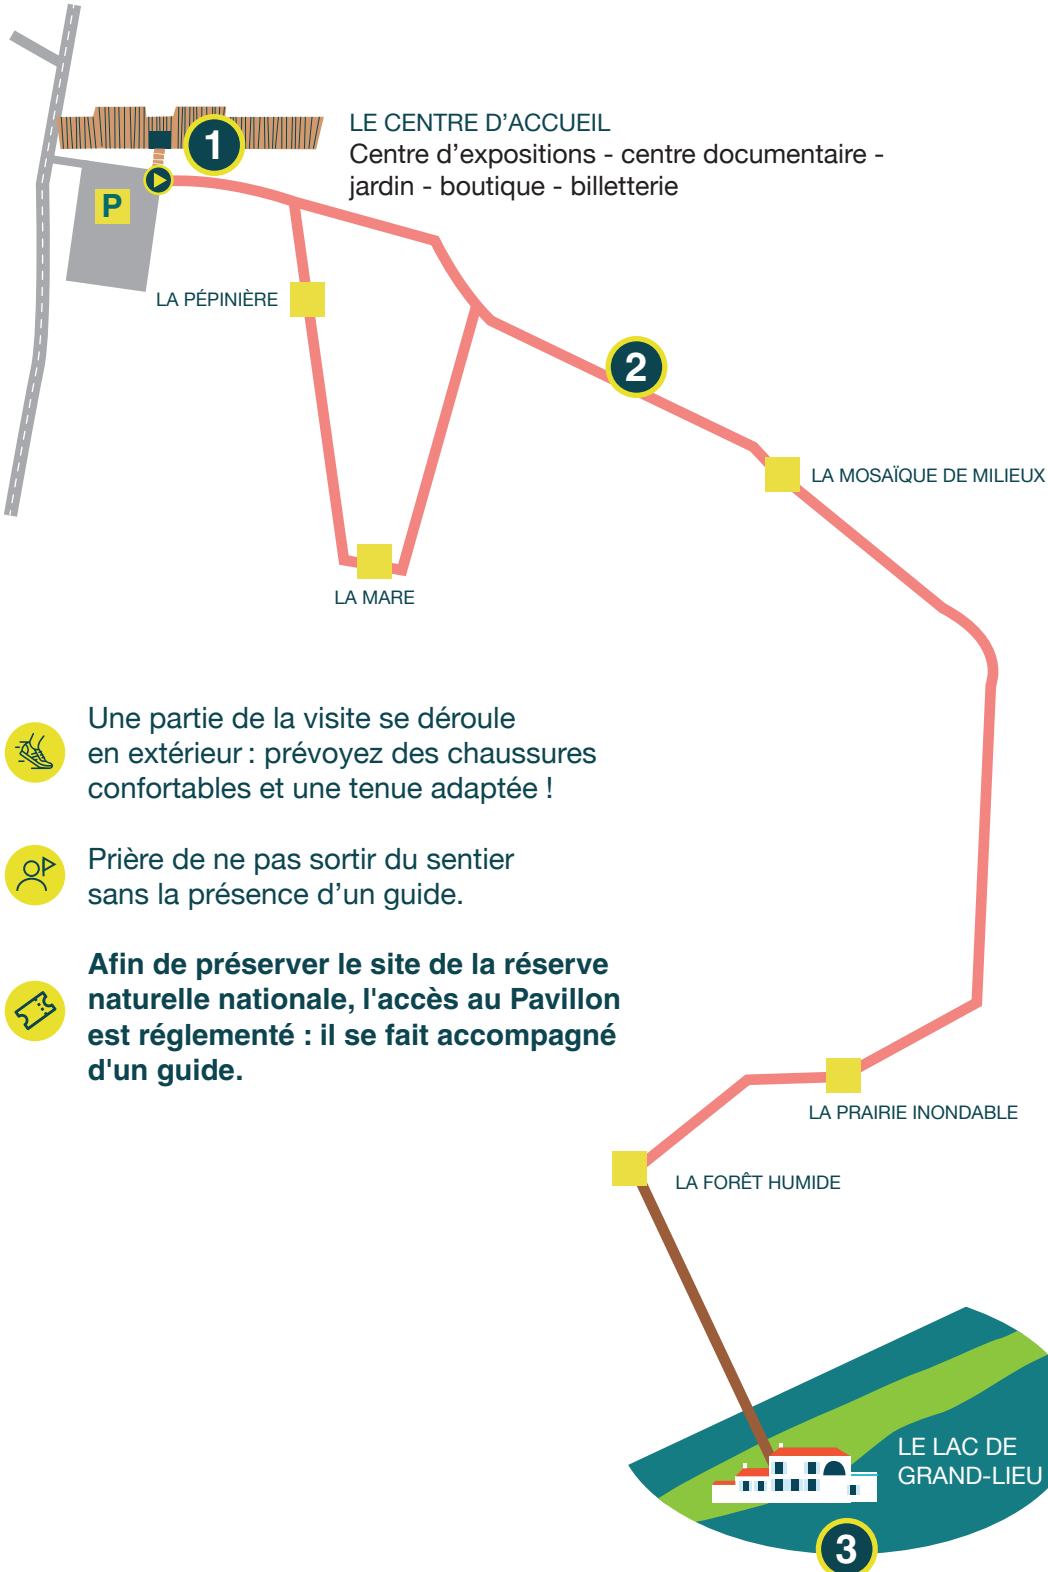 1
LE CENTRE D'ACCUEIL
Centre d'expositions - centre documentaire -
jardin - boutique - billetterie
P
LA PÉPINIÈRE
2
LA MOSAÏQUE DE MILIEUX
LA MARE
Une partie de la visite se déroule
en extérieur : prévoyez des chaussures
confortables et une tenue adaptée !
Prière de ne pas sortir du sentier
sans la présence d'un guide.
Afin de préserver le site de la réserve
naturelle nationale, l'accès au Pavillon
est réglementé : il se fait accompagné
d'un guide.
LA PRAIRIE INONDABLE
LA FORÊT HUMIDE
LE LAC DE
GRAND-LIEU
3